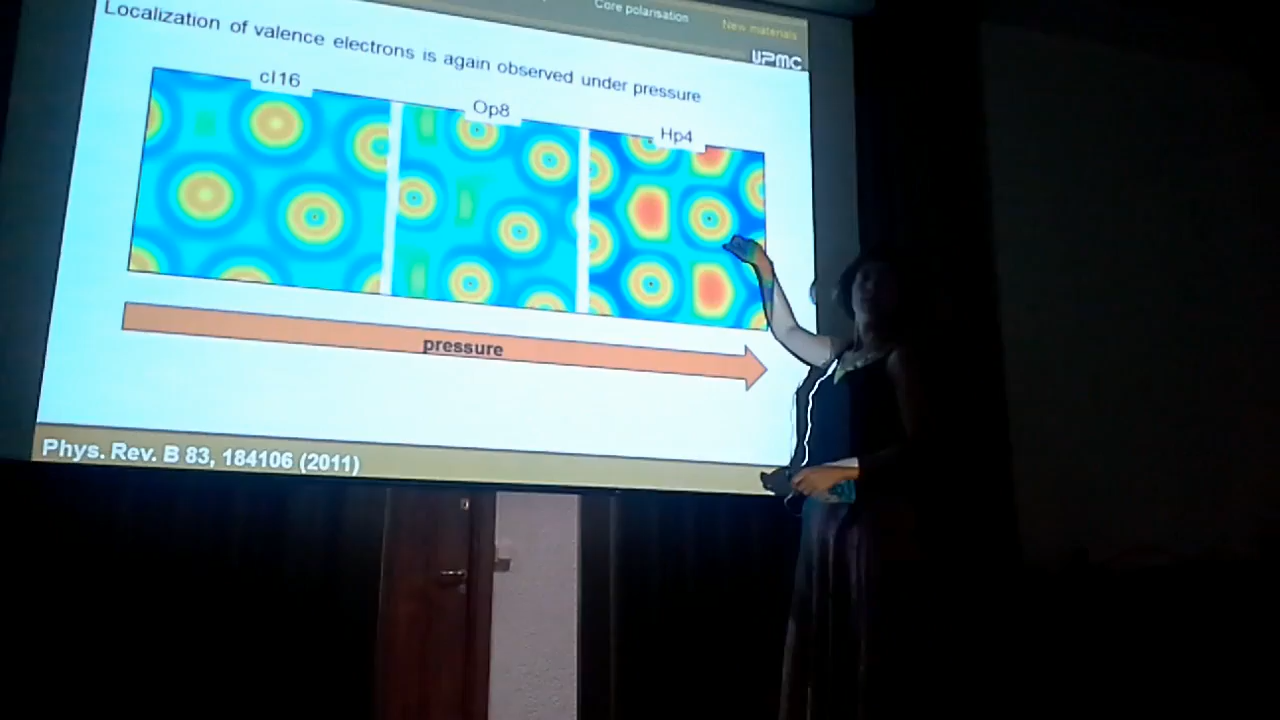 Core polarisation
New materials
UPMC
Localization of valence electrons is again observed under pressure
cI16
Op8
Hp4
pressure
Phys. Rev. B 83, 184106 (2011)